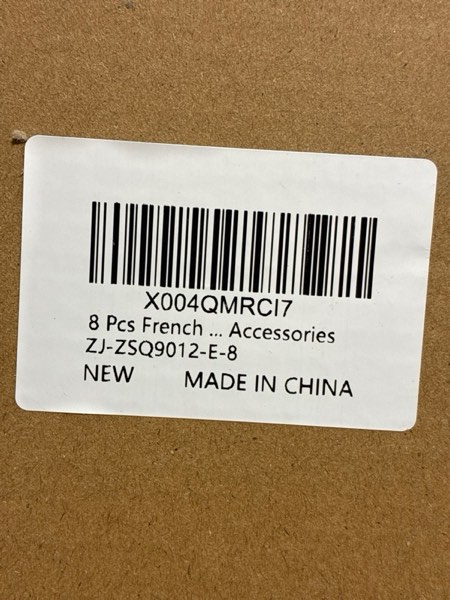 X004QMRCI7
8 Pcs French ... Accessories
ZJ-ZSQ9012-E-8
NEW MADE IN CHINA